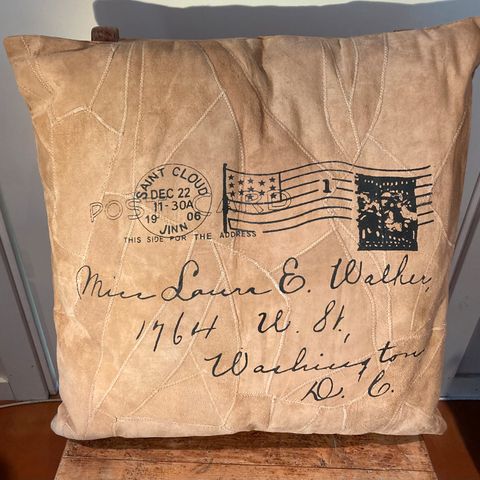 SAINT CLOUD
DEC 22
11-30A
19 06
JINN
1
POST CARD
THIS SIDE FOR THE ADDRESS
Miss Laura E. Walker,
1764 U. St,
Washington
D. C.